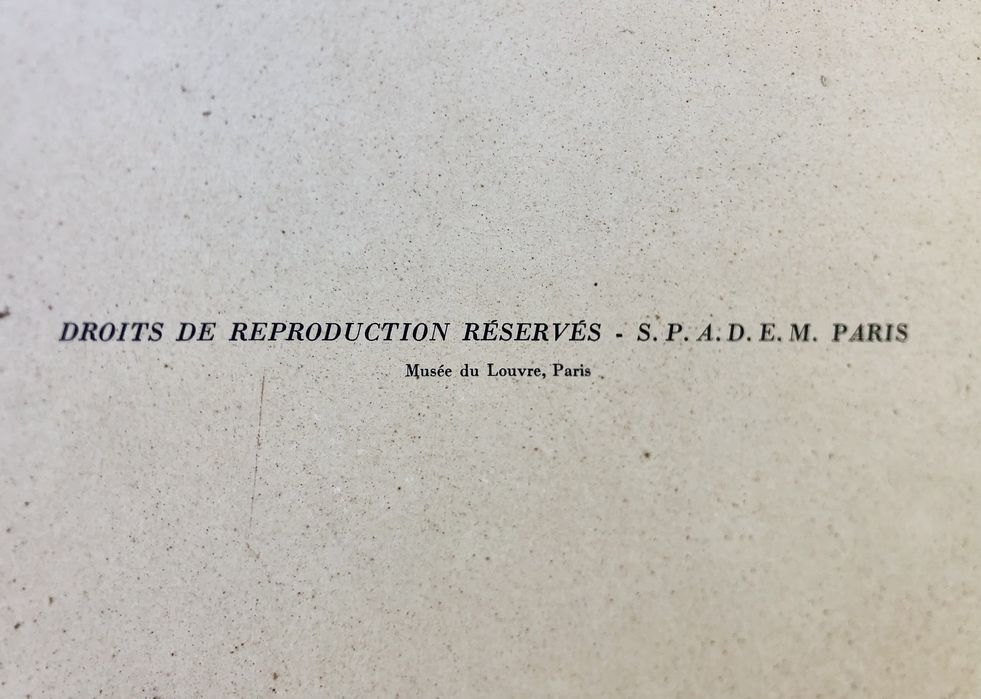 DROITS DE REPRODUCTION RÉSERVÉS - S. P. A. D. E. M. PARIS
Musée du Louvre, Paris